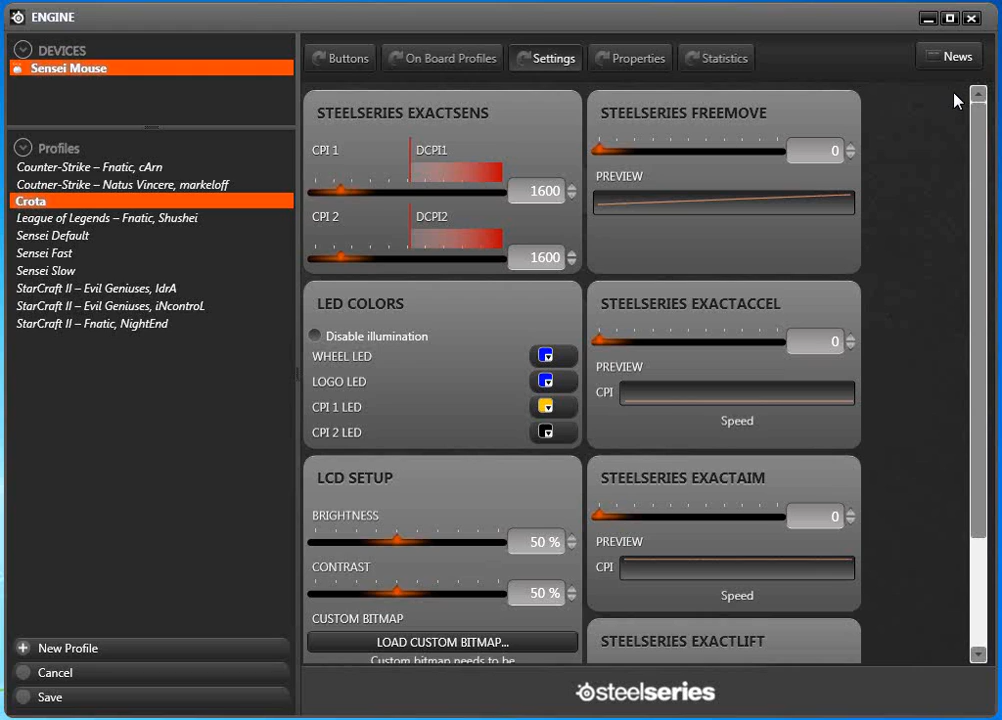 ENGINE
DEVICES
Sensei Mouse
Profiles
Counter-Strike – Fnatic, cArn
Coutner-Strike – Natus Vincere, markeloff
Crota
League of Legends – Fnatic, Shushei
Sensei Default
Sensei Fast
Sensei Slow
StarCraft II – Evil Geniuses, IdrA
StarCraft II – Evil Geniuses, iNcontroL
StarCraft II – Fnatic, NightEnd
New Profile
Cancel
Save
Buttons
On Board Profiles
Settings
Properties
Statistics
News
STEELSERIES EXACTSENS
CPI 1
DCPI1
1600
CPI 2
DCPI2
1600
LED COLORS
Disable illumination
WHEEL LED
LOGO LED
CPI 1 LED
CPI 2 LED
LCD SETUP
BRIGHTNESS
50 %
CONTRAST
50 %
CUSTOM BITMAP
LOAD CUSTOM BITMAP...
Custom bitmap needs to be
STEELSERIES FREEMOVE
0
PREVIEW
STEELSERIES EXACTACCEL
0
PREVIEW
CPI
Speed
STEELSERIES EXACTAIM
0
PREVIEW
CPI
Speed
STEELSERIES EXACTLIFT
steelseries